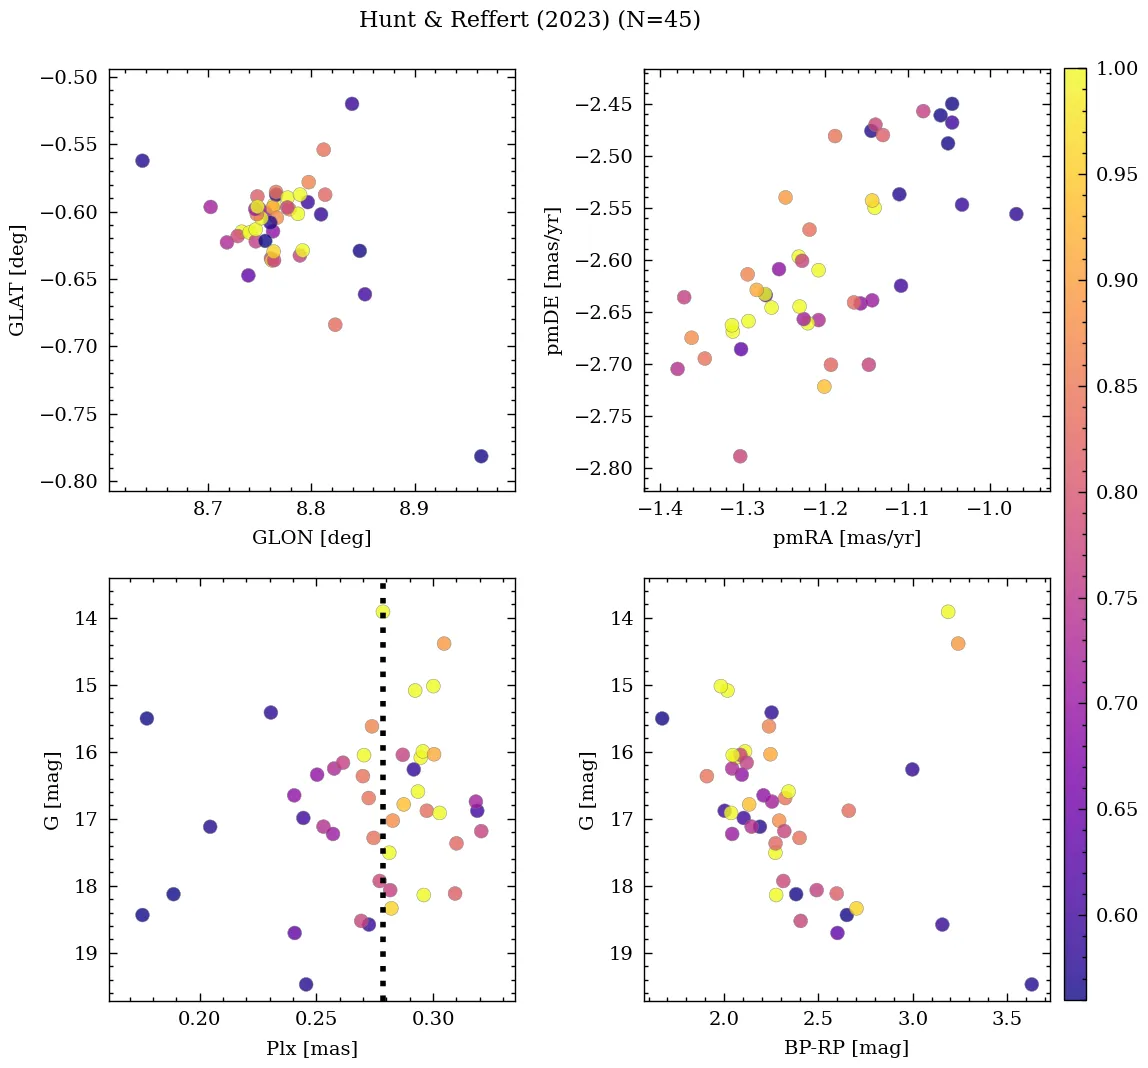 Hunt & Reffert (2023) (N=45)
−0.50
−0.55
−0.60
−0.65
−0.70
−0.75
−0.80
GLAT [deg]
8.7 8.8 8.9
GLON [deg]
−2.45
−2.50
−2.55
−2.60
−2.65
−2.70
−2.75
−2.80
pmDE [mas/yr]
−1.4 −1.3 −1.2 −1.1 −1.0
pmRA [mas/yr]
1.00
0.95
0.90
0.85
0.80
0.75
0.70
0.65
0.60
14
15
16
17
18
19
G [mag]
0.20 0.25 0.30
Plx [mas]
14
15
16
17
18
19
G [mag]
2.0 2.5 3.0 3.5
BP-RP [mag]